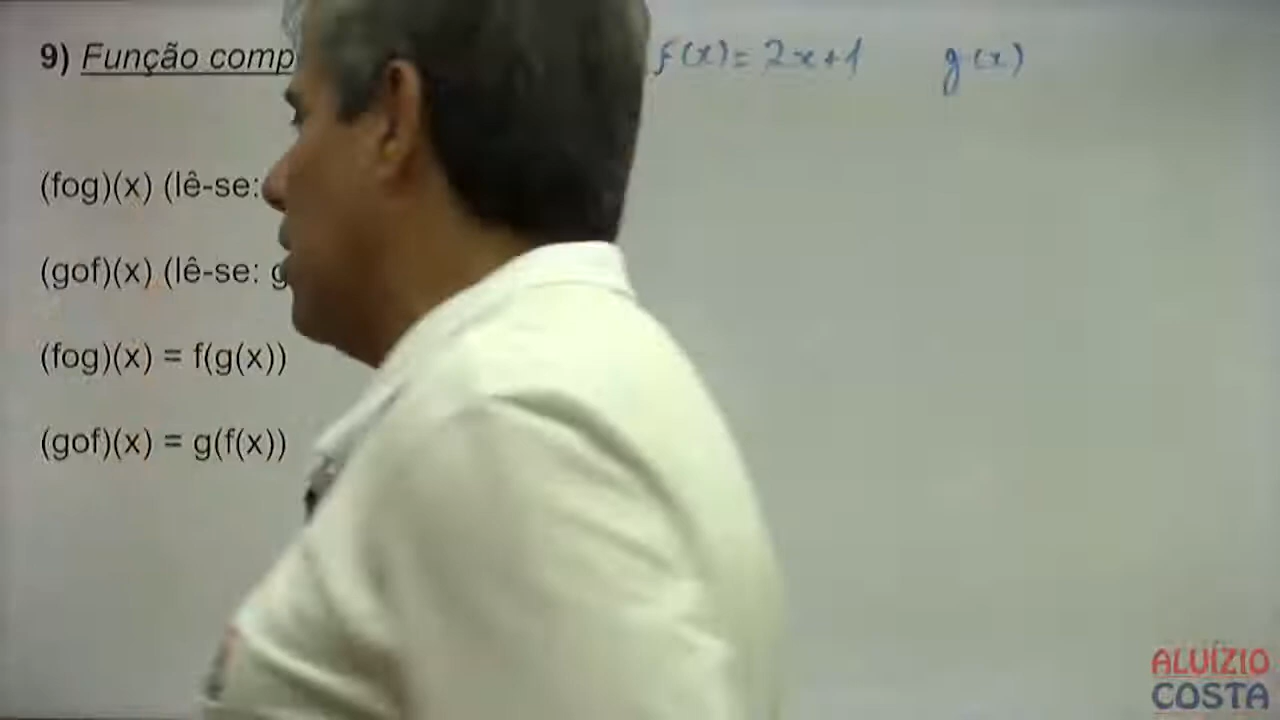 9) Função comp f(x)=2x+1 g(x)
(fog)(x) (lê-se:
(gof)(x) (lê-se: g
(fog)(x) = f(g(x))
(gof)(x) = g(f(x))
ALUÍZIO
COSTA